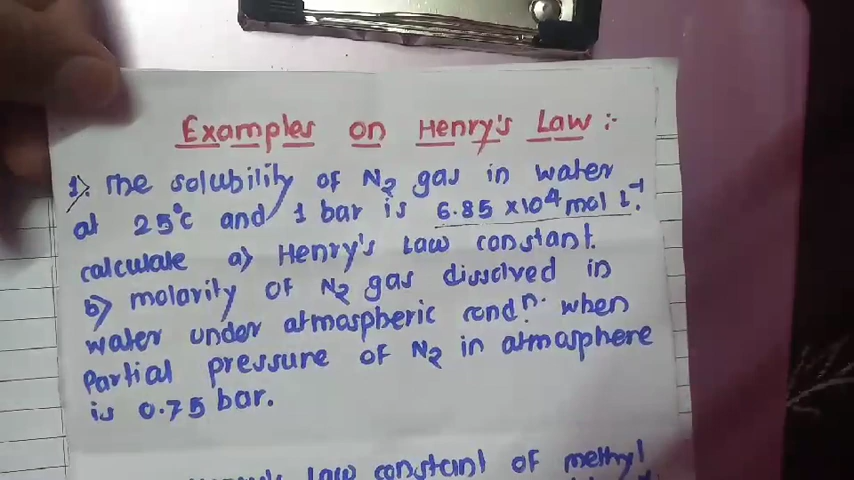 Examples on Henry's Law :-
1). The solubility of N2 gas in water
at 25°c and 1 bar is 6.85 ×10⁴ mol L⁻¹.
calculate a) Henry's Law constant.
b) molarity of N2 gas dissolved in
water under atmospheric condⁿ. when
Partial pressure of N2 in atmosphere
is 0.75 bar.
Law constant of methyl